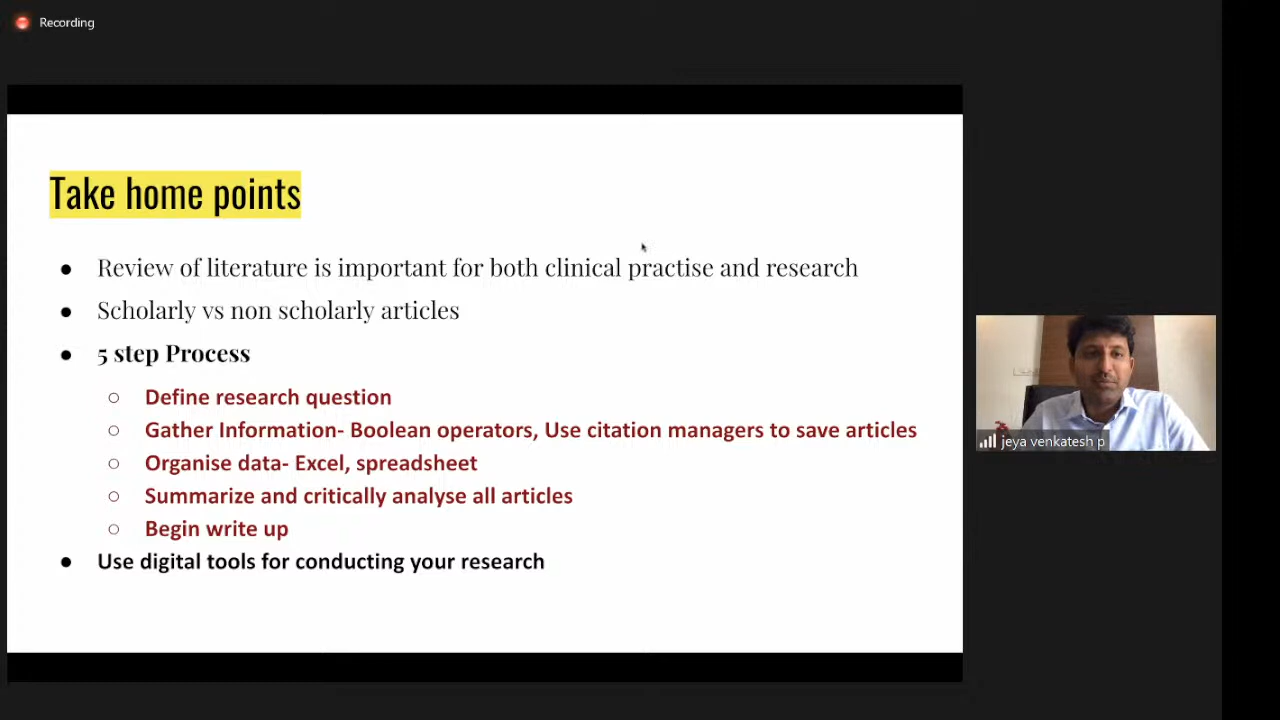 Recording
Take home points
● Review of literature is important for both clinical practise and research
● Scholarly vs non scholarly articles
● 5 step Process
○ Define research question
○ Gather Information- Boolean operators, Use citation managers to save articles
○ Organise data- Excel, spreadsheet
○ Summarize and critically analyse all articles
○ Begin write up
● Use digital tools for conducting your research
jeya venkatesh p